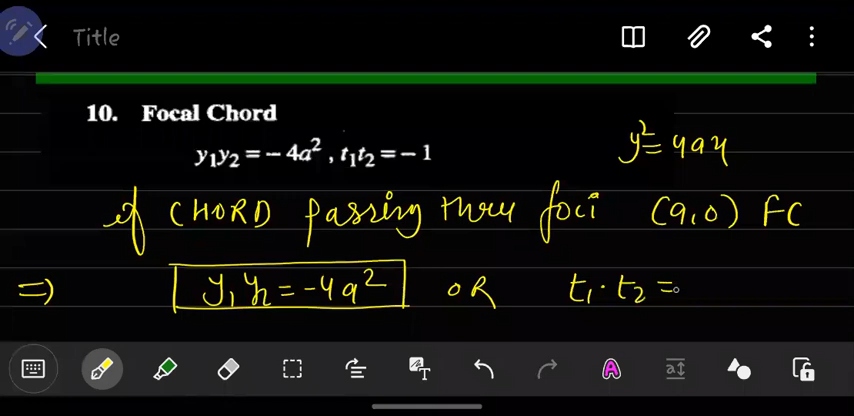 Title
10. Focal Chord
y₁y₂ = − 4a², t₁t₂ = − 1
y² = 4ax
if CHORD passing thru foci (a,0) FC
⇒ y₁y₂ = -4a² OR t₁·t₂ =